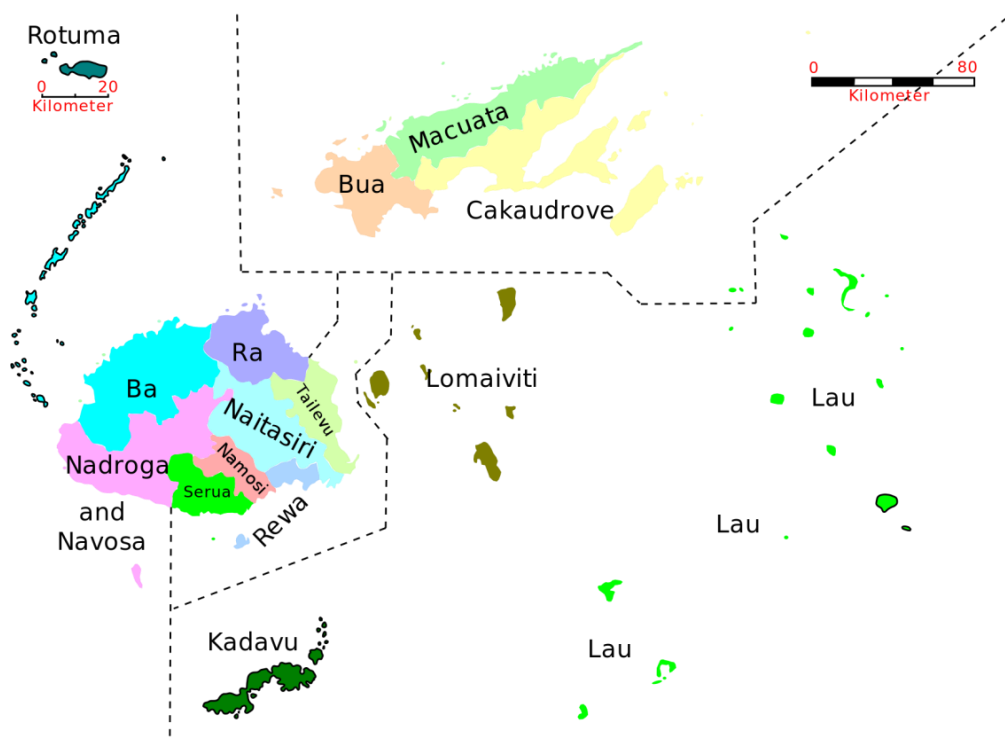 Rotuma
0 20
Kilometer
0 80
Kilometer
Macuata
Bua
Cakaudrove
Ra
Ba
Tailevu
Lomaiviti
Lau
Naitasiri
Nadroga
and
Navosa
Namosi
Serua
Rewa
Lau
Kadavu
Lau